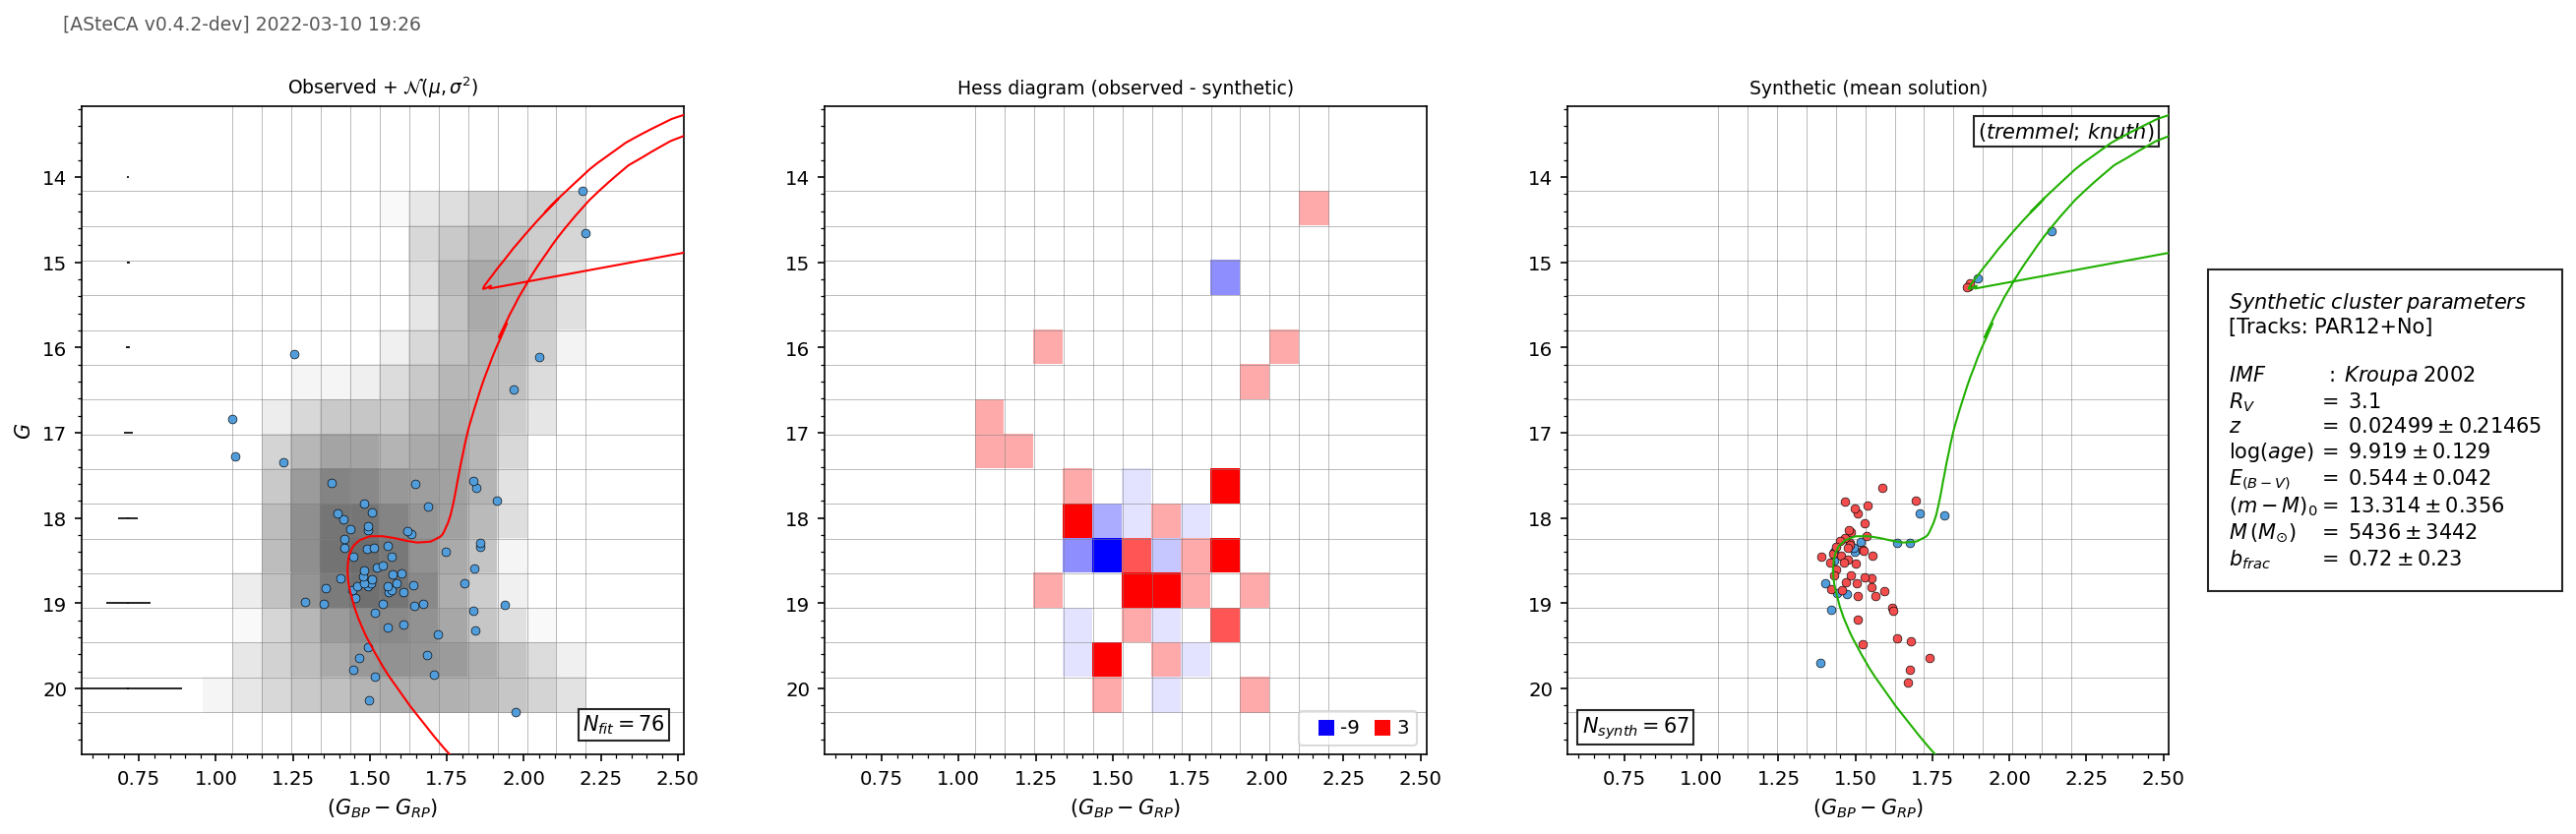 [ASteCA v0.4.2-dev] 2022-03-10 19:26
Observed + 𝒩(μ, σ²)
14
15
16
17
18
19
20
G
N_fit = 76
0.75 1.00 1.25 1.50 1.75 2.00 2.25 2.50
(G_BP − G_RP)
Hess diagram (observed - synthetic)
14
15
16
17
18
19
20
-9 3
0.75 1.00 1.25 1.50 1.75 2.00 2.25 2.50
(G_BP − G_RP)
Synthetic (mean solution)
(tremmel; knuth)
14
15
16
17
18
19
20
N_synth = 67
0.75 1.00 1.25 1.50 1.75 2.00 2.25 2.50
(G_BP − G_RP)
Synthetic cluster parameters
[Tracks: PAR12+No]
IMF : Kroupa 2002
R_V = 3.1
z = 0.02499 ± 0.21465
log(age) = 9.919 ± 0.129
E_(B−V) = 0.544 ± 0.042
(m − M)₀ = 13.314 ± 0.356
M (M_⊙) = 5436 ± 3442
b_frac = 0.72 ± 0.23